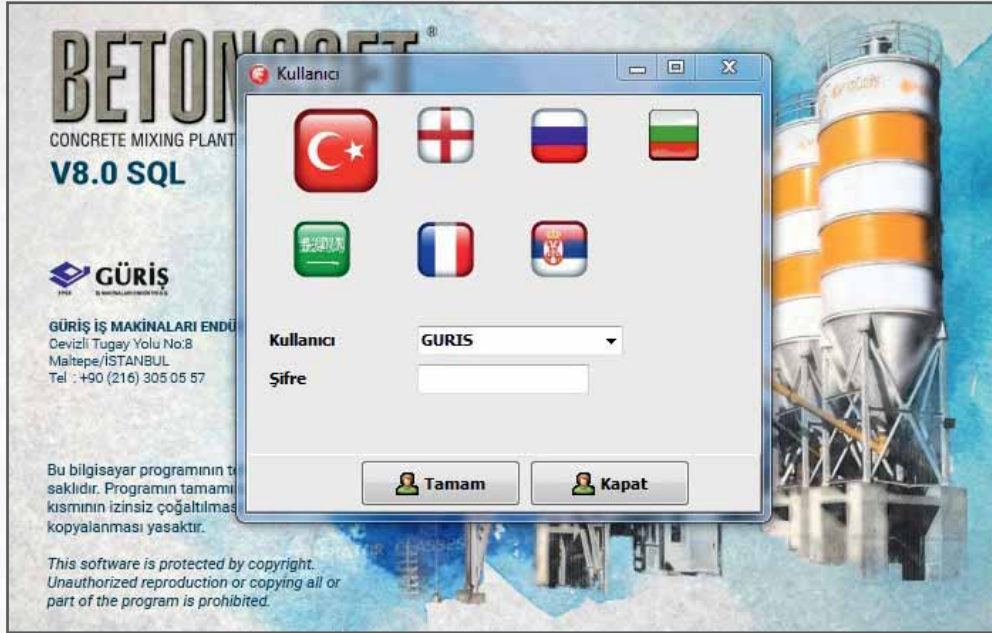 BETONSOFT®
CONCRETE MIXING PLANT
V8.0 SQL
GÜRİŞ
GÜRİŞ İŞ MAKİNALARI ENDÜ
Cevizli Tugay Yolu No:8
Maltepe/İSTANBUL
Tel : +90 (216) 305 05 57
Bu bilgisayar programının
saklıdır. Programın tamamı
kısmının izinsiz çoğaltılmas
kopyalanması yasaktır.
This software is protected by copyright.
Unauthorized reproduction or copying all or
part of the program is prohibited.
Kullanıcı
Kullanıcı
GURIS
Şifre
Tamam
Kapat